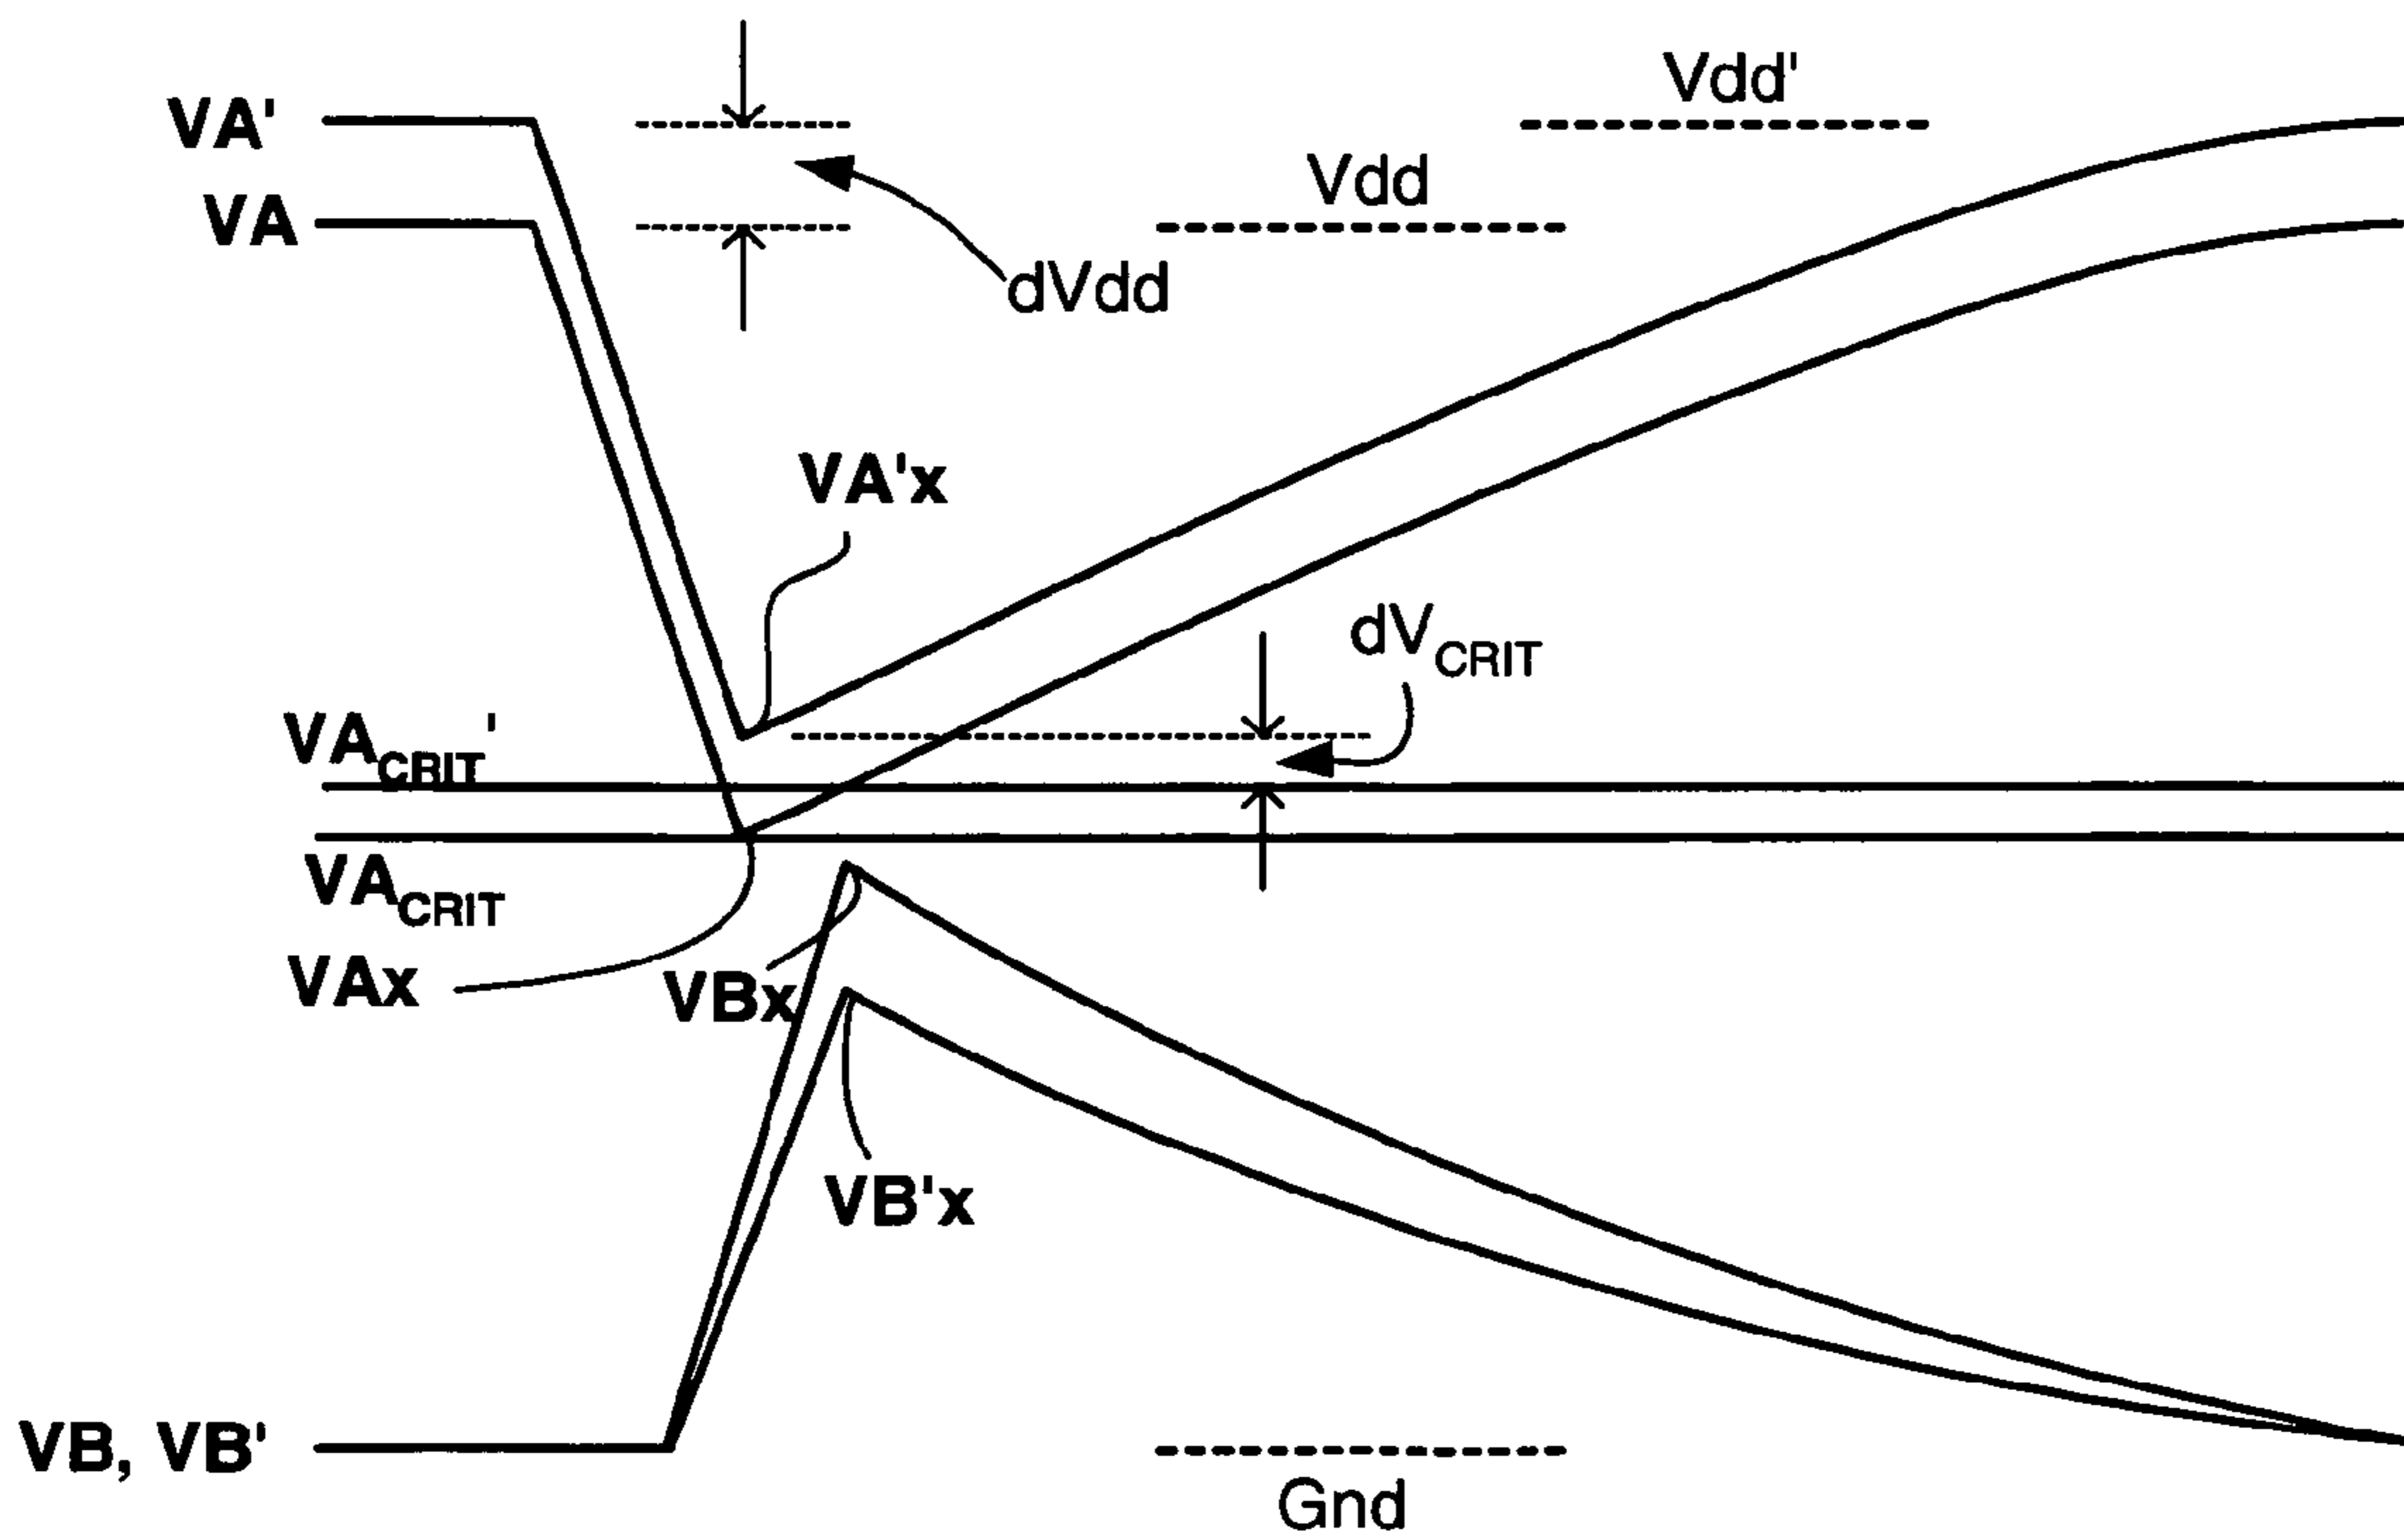 Vdd'
VA'
Vdd
VA
dVdd
VA'x
dVCRIT
VACRIT'
VACRIT
VAx
VBx
VB'x
VB, VB'
Gnd